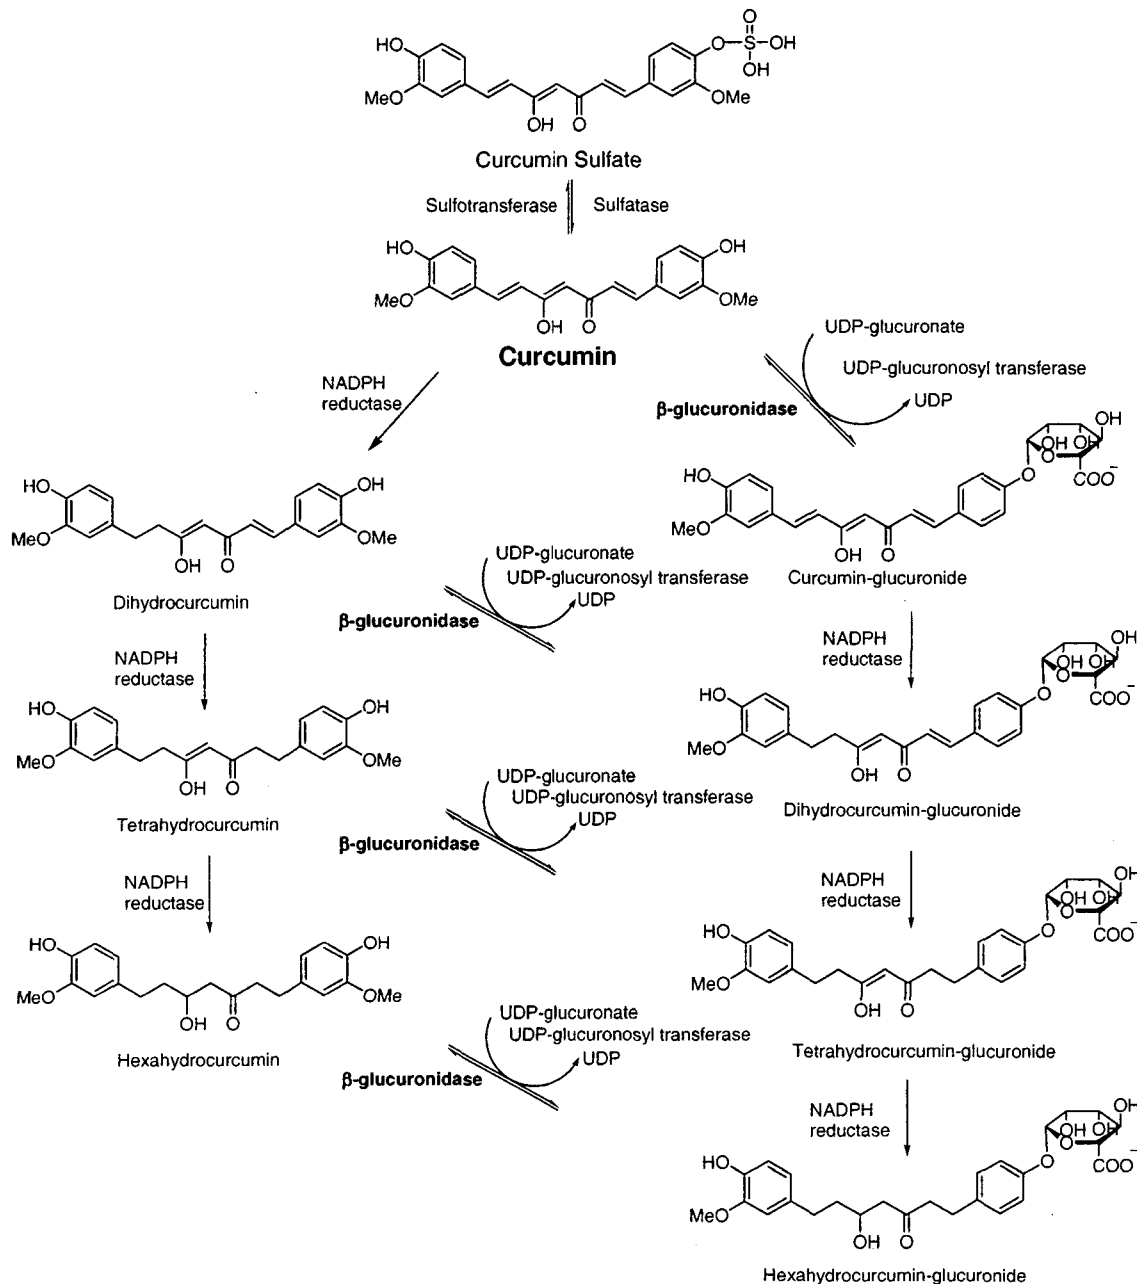 O
HO
O
S
OH
OH
MeO
OMe
OH
O
Curcumin Sulfate
Sulfotransferase
Sulfatase
HO
OH
MeO
OMe
OH
O
Curcumin
UDP-glucuronate
UDP-glucuronosyl transferase
UDP
β-glucuronidase
NADPH
reductase
OH
OH
OH
O
COO⁻
O
HO
MeO
OH
O
Curcumin-glucuronide
HO
OH
MeO
OMe
OH
O
Dihydrocurcumin
UDP-glucuronate
UDP-glucuronosyl transferase
UDP
β-glucuronidase
NADPH
reductase
NADPH
reductase
OH
OH
OH
O
COO⁻
O
HO
MeO
OH
O
Dihydrocurcumin-glucuronide
HO
OH
MeO
OMe
OH
O
Tetrahydrocurcumin
UDP-glucuronate
UDP-glucuronosyl transferase
UDP
β-glucuronidase
NADPH
reductase
NADPH
reductase
OH
OH
OH
O
COO⁻
O
HO
MeO
OH
O
Tetrahydrocurcumin-glucuronide
HO
OH
MeO
OMe
OH
O
Hexahydrocurcumin
UDP-glucuronate
UDP-glucuronosyl transferase
UDP
β-glucuronidase
NADPH
reductase
OH
OH
OH
O
COO⁻
O
HO
MeO
OH
O
Hexahydrocurcumin-glucuronide